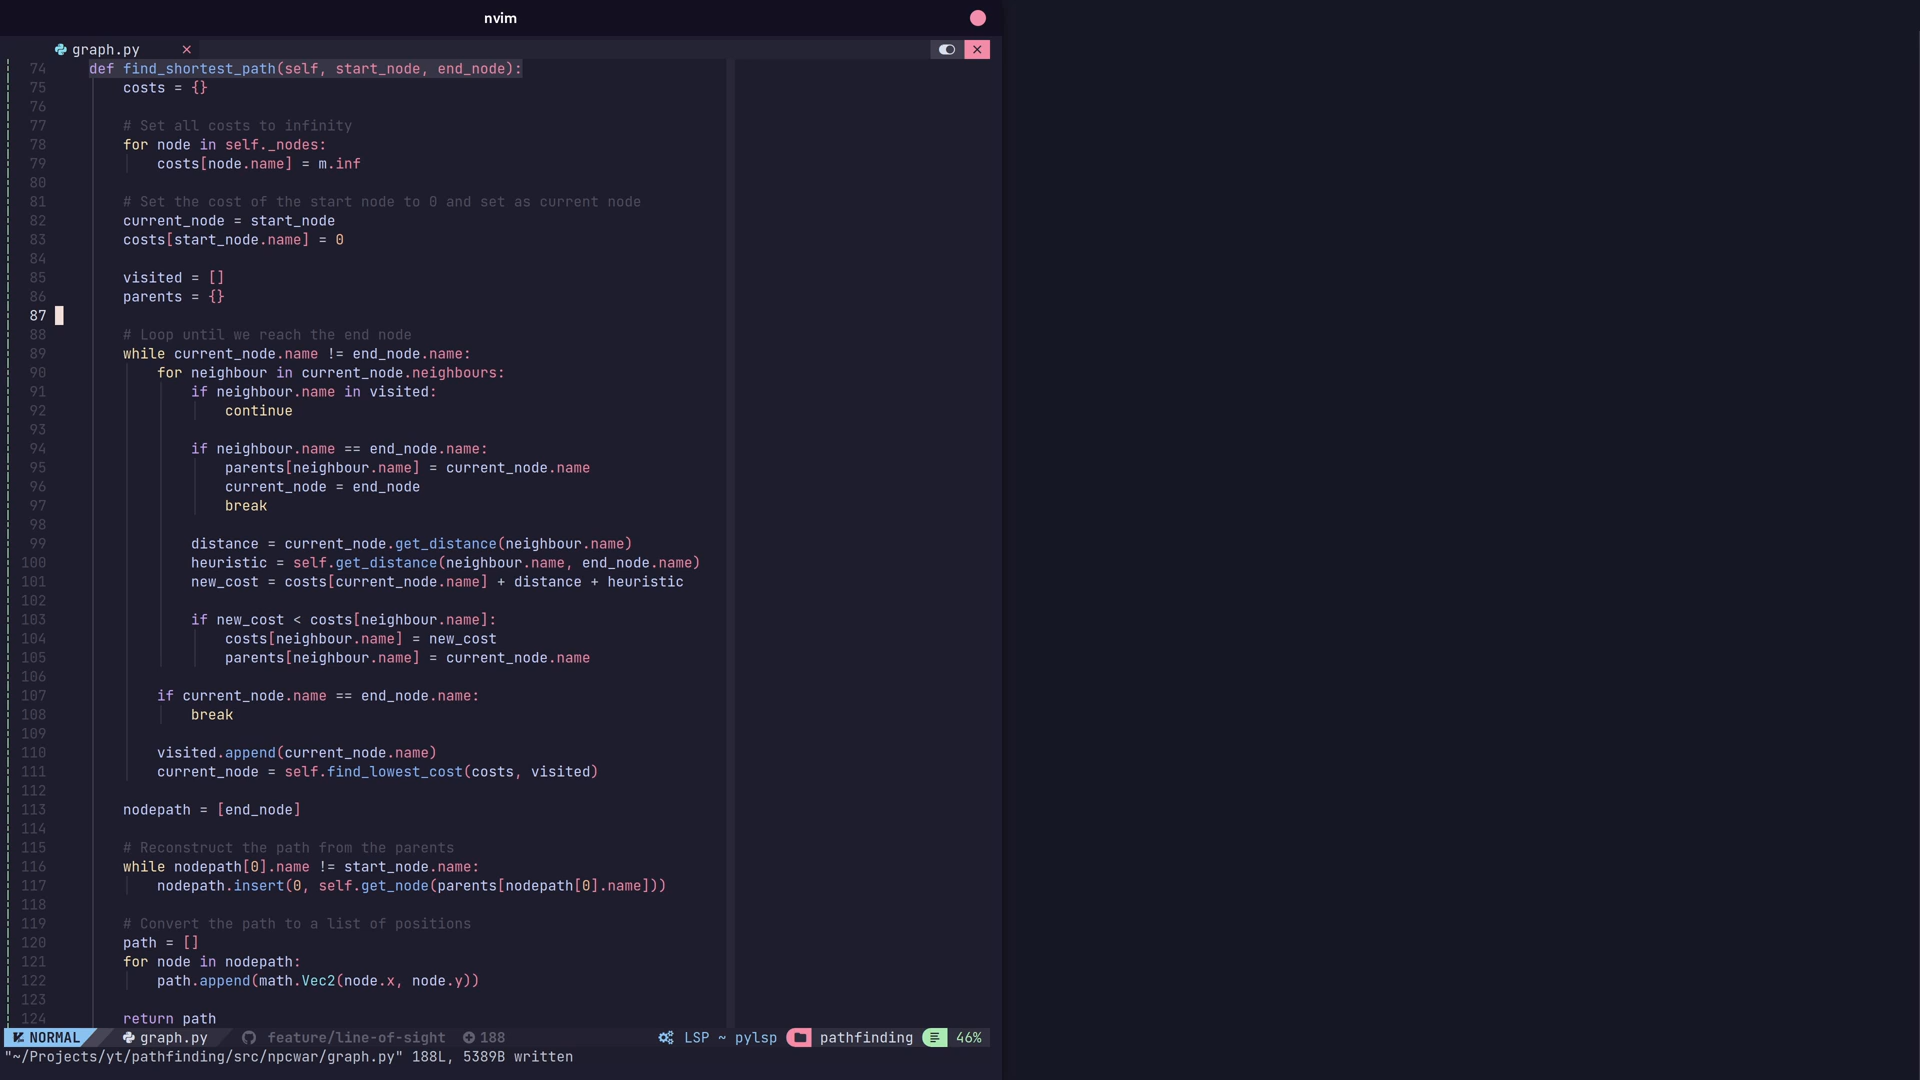 nvim
graph.py
74 def find_shortest_path(self, start_node, end_node):
75 costs = {}
76
77 # Set all costs to infinity
78 for node in self._nodes:
79 costs[node.name] = m.inf
80
81 # Set the cost of the start node to 0 and set as current node
82 current_node = start_node
83 costs[start_node.name] = 0
84
85 visited = []
86 parents = {}
87
88 # Loop until we reach the end node
89 while current_node.name != end_node.name:
90 for neighbour in current_node.neighbours:
91 if neighbour.name in visited:
92 continue
93
94 if neighbour.name == end_node.name:
95 parents[neighbour.name] = current_node.name
96 current_node = end_node
97 break
98
99 distance = current_node.get_distance(neighbour.name)
100 heuristic = self.get_distance(neighbour.name, end_node.name)
101 new_cost = costs[current_node.name] + distance + heuristic
102
103 if new_cost < costs[neighbour.name]:
104 costs[neighbour.name] = new_cost
105 parents[neighbour.name] = current_node.name
106
107 if current_node.name == end_node.name:
108 break
109
110 visited.append(current_node.name)
111 current_node = self.find_lowest_cost(costs, visited)
112
113 nodepath = [end_node]
114
115 # Reconstruct the path from the parents
116 while nodepath[0].name != start_node.name:
117 nodepath.insert(0, self.get_node(parents[nodepath[0].name]))
118
119 # Convert the path to a list of positions
120 path = []
121 for node in nodepath:
122 path.append(math.Vec2(node.x, node.y))
123
124 return path
NORMAL graph.py feature/line-of-sight 188 LSP ~ pylsp pathfinding 46%
"~/Projects/yt/pathfinding/src/npcwar/graph.py" 188L, 5389B written